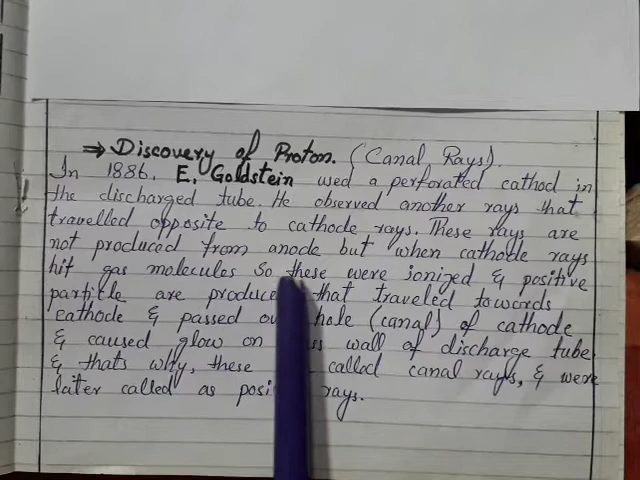 ⇒ Discovery of Proton. (Canal Rays).
In 1886. E. Goldstein used a perforated cathod in
the discharged tube. He observed another rays that
travelled opposite to cathode rays. These rays are
not produced from anode but when cathode rays
hit gas molecules so these were ionized & positive
particle are produce that traveled towords
cathode & passed hole (canal) of cathode
& caused glow on wall of discharge tube
& thats why, these called canal rays, & were
later called as rays.